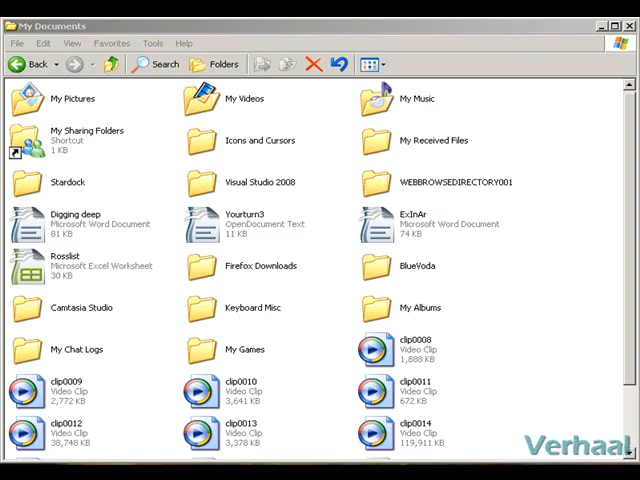 My Documents
File Edit View Favorites Tools Help
Back Search Folders
My Pictures My Videos My Music
My Sharing Folders
Shortcut
1 KB
Icons and Cursors My Received Files
Stardock Visual Studio 2008 WEBBROWSEDIRECTORY001
Digging deep
Microsoft Word Document
81 KB
Yourturn3
OpenDocument Text
11 KB
ExInAr
Microsoft Word Document
74 KB
Rosslist
Microsoft Excel Worksheet
30 KB
Firefox Downloads BlueVoda
Camtasia Studio Keyboard Misc My Albums
My Chat Logs My Games
clip0008
Video Clip
1,888 KB
clip0009
Video Clip
2,772 KB
clip0010
Video Clip
3,641 KB
clip0011
Video Clip
672 KB
clip0012
Video Clip
38,748 KB
clip0013
Video Clip
3,378 KB
clip0014
Video Clip
119,911 KB
Verhaal